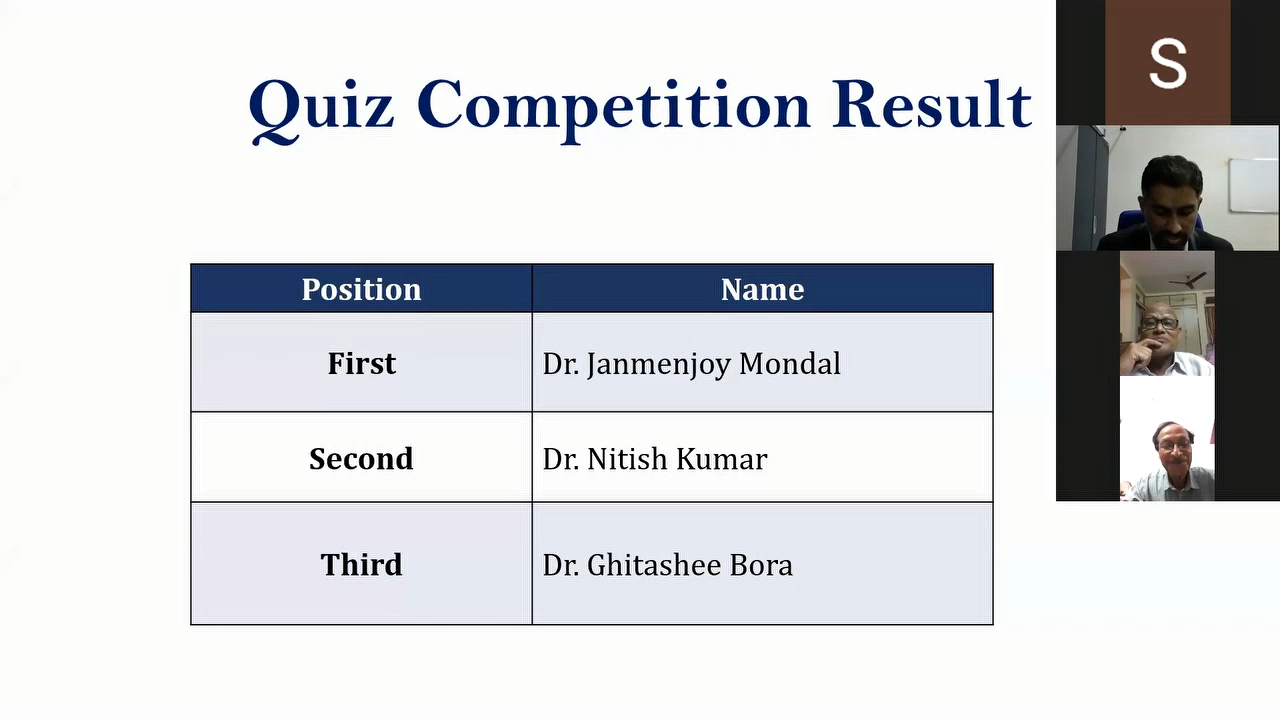 Quiz Competition Result
Position Name
First Dr. Janmenjoy Mondal
Second Dr. Nitish Kumar
Third Dr. Ghitashee Bora
S